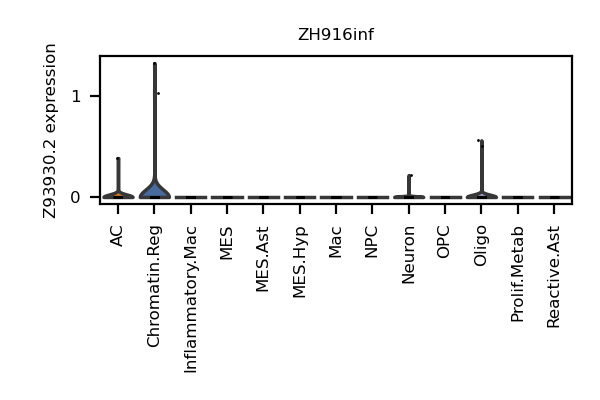 ZH916inf
Z93930.2 expression
1
0
AC
Chromatin.Reg
Inflammatory.Mac
MES
MES.Ast
MES.Hyp
Mac
NPC
Neuron
OPC
Oligo
Prolif.Metab
Reactive.Ast